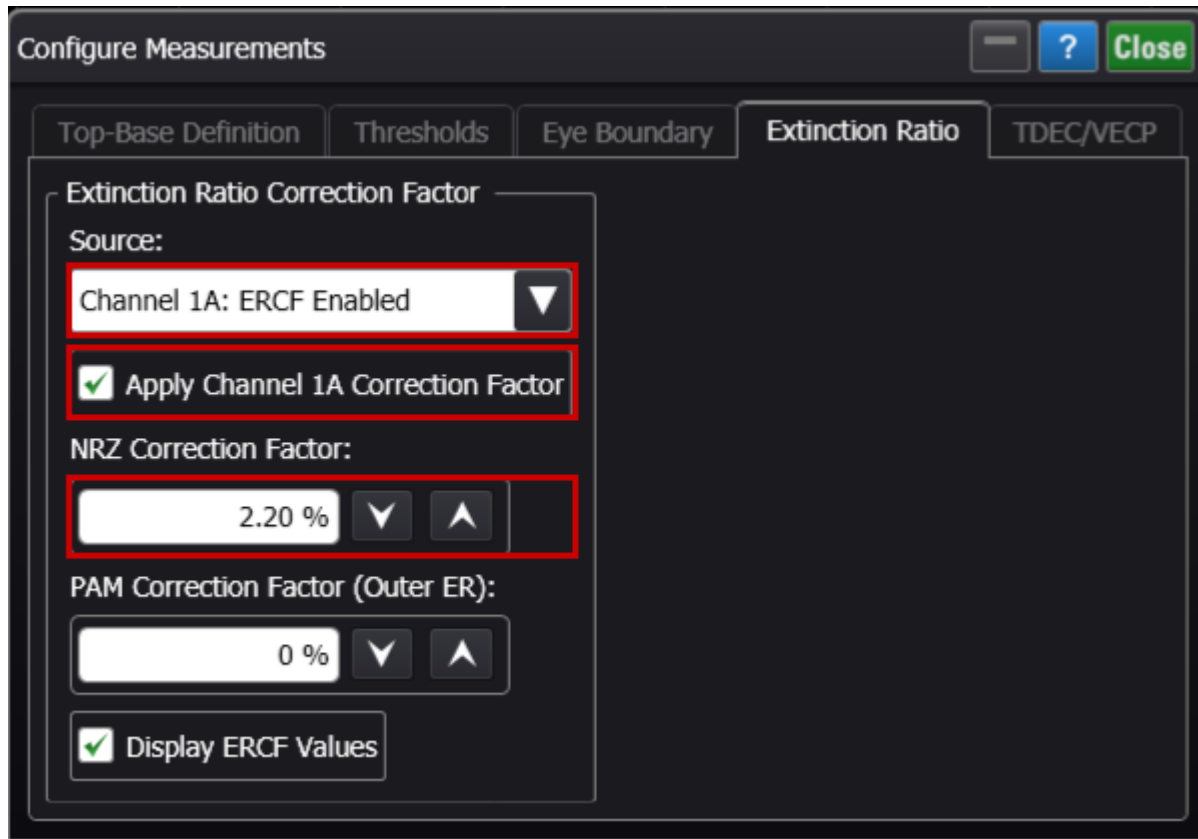 Configure Measurements
? Close
Top-Base Definition Thresholds Eye Boundary Extinction Ratio TDEC/VECP
Extinction Ratio Correction Factor
Source:
Channel 1A: ERCF Enabled
Apply Channel 1A Correction Factor
NRZ Correction Factor:
2.20 %
PAM Correction Factor (Outer ER):
0 %
Display ERCF Values